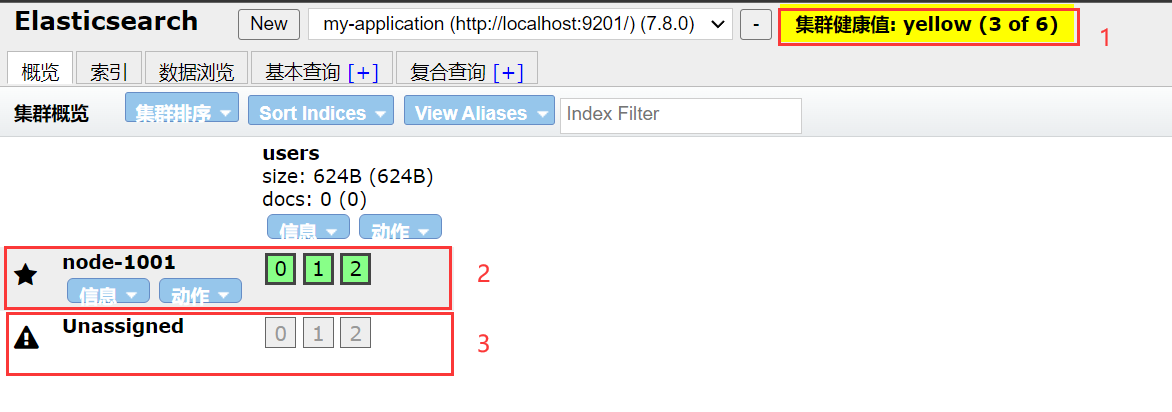 Elasticsearch New my-application (http://localhost:9201/) (7.8.0) - 集群健康值: yellow (3 of 6) 1
概览 索引 数据浏览 基本查询 [+] 复合查询 [+]
集群概览 集群排序 Sort Indices View Aliases Index Filter
users
size: 624B (624B)
docs: 0 (0)
信息 动作
node-1001 0 1 2 2
信息 动作
Unassigned 0 1 2 3